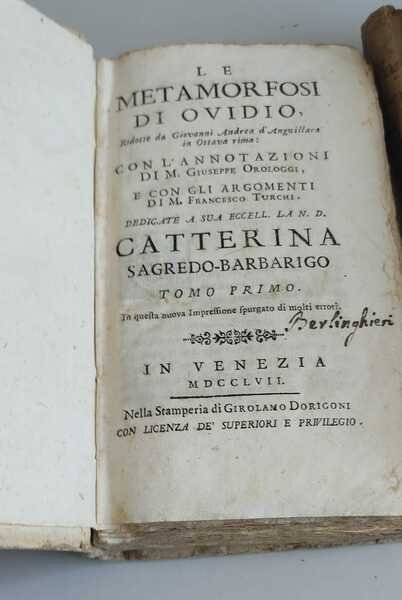 LE
METAMORFOSI
DI OVIDIO,
Ridotte da Giovanni Andrea d'Anguillara
in Ottava rima:
CON L'ANNOTAZIONI
DI M. GIUSEPPE OROLOGGI,
E CON GLI ARGOMENTI
DI M. FRANCESCO TURCHI.
DEDICATE A SUA ECCELL. LA N. D.
CATTERINA
SAGREDO-BARBARIGO
TOMO PRIMO.
In questa nuova Impressione spurgato di molti errori.
Berlinghieri
IN VENEZIA
MDCCLVII.
Nella Stamperia di GIROLAMO DORIGONI
CON LICENZA DE' SUPERIORI E PRIVILEGIO.